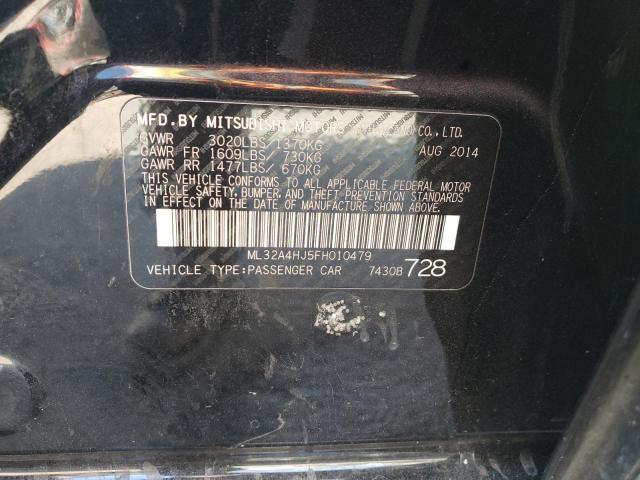 MFD.BY MITSUBISHI MOTORS CO.,LTD.
GVWR 3020LBS/1370KG AUG 2014
GAWR FR 1609LBS/ 730KG
GAWR RR 1477LBS/ 670KG
THIS VEHICLE CONFORMS TO ALL APPLICABLE FEDERAL MOTOR
VEHICLE SAFETY, BUMPER, AND THEFT PREVENTION STANDARDS
IN EFFECT ON THE DATE OF MANUFACTURE SHOWN ABOVE.
ML32A4HJ5FH010479
VEHICLE TYPE:PASSENGER CAR 7430B 728